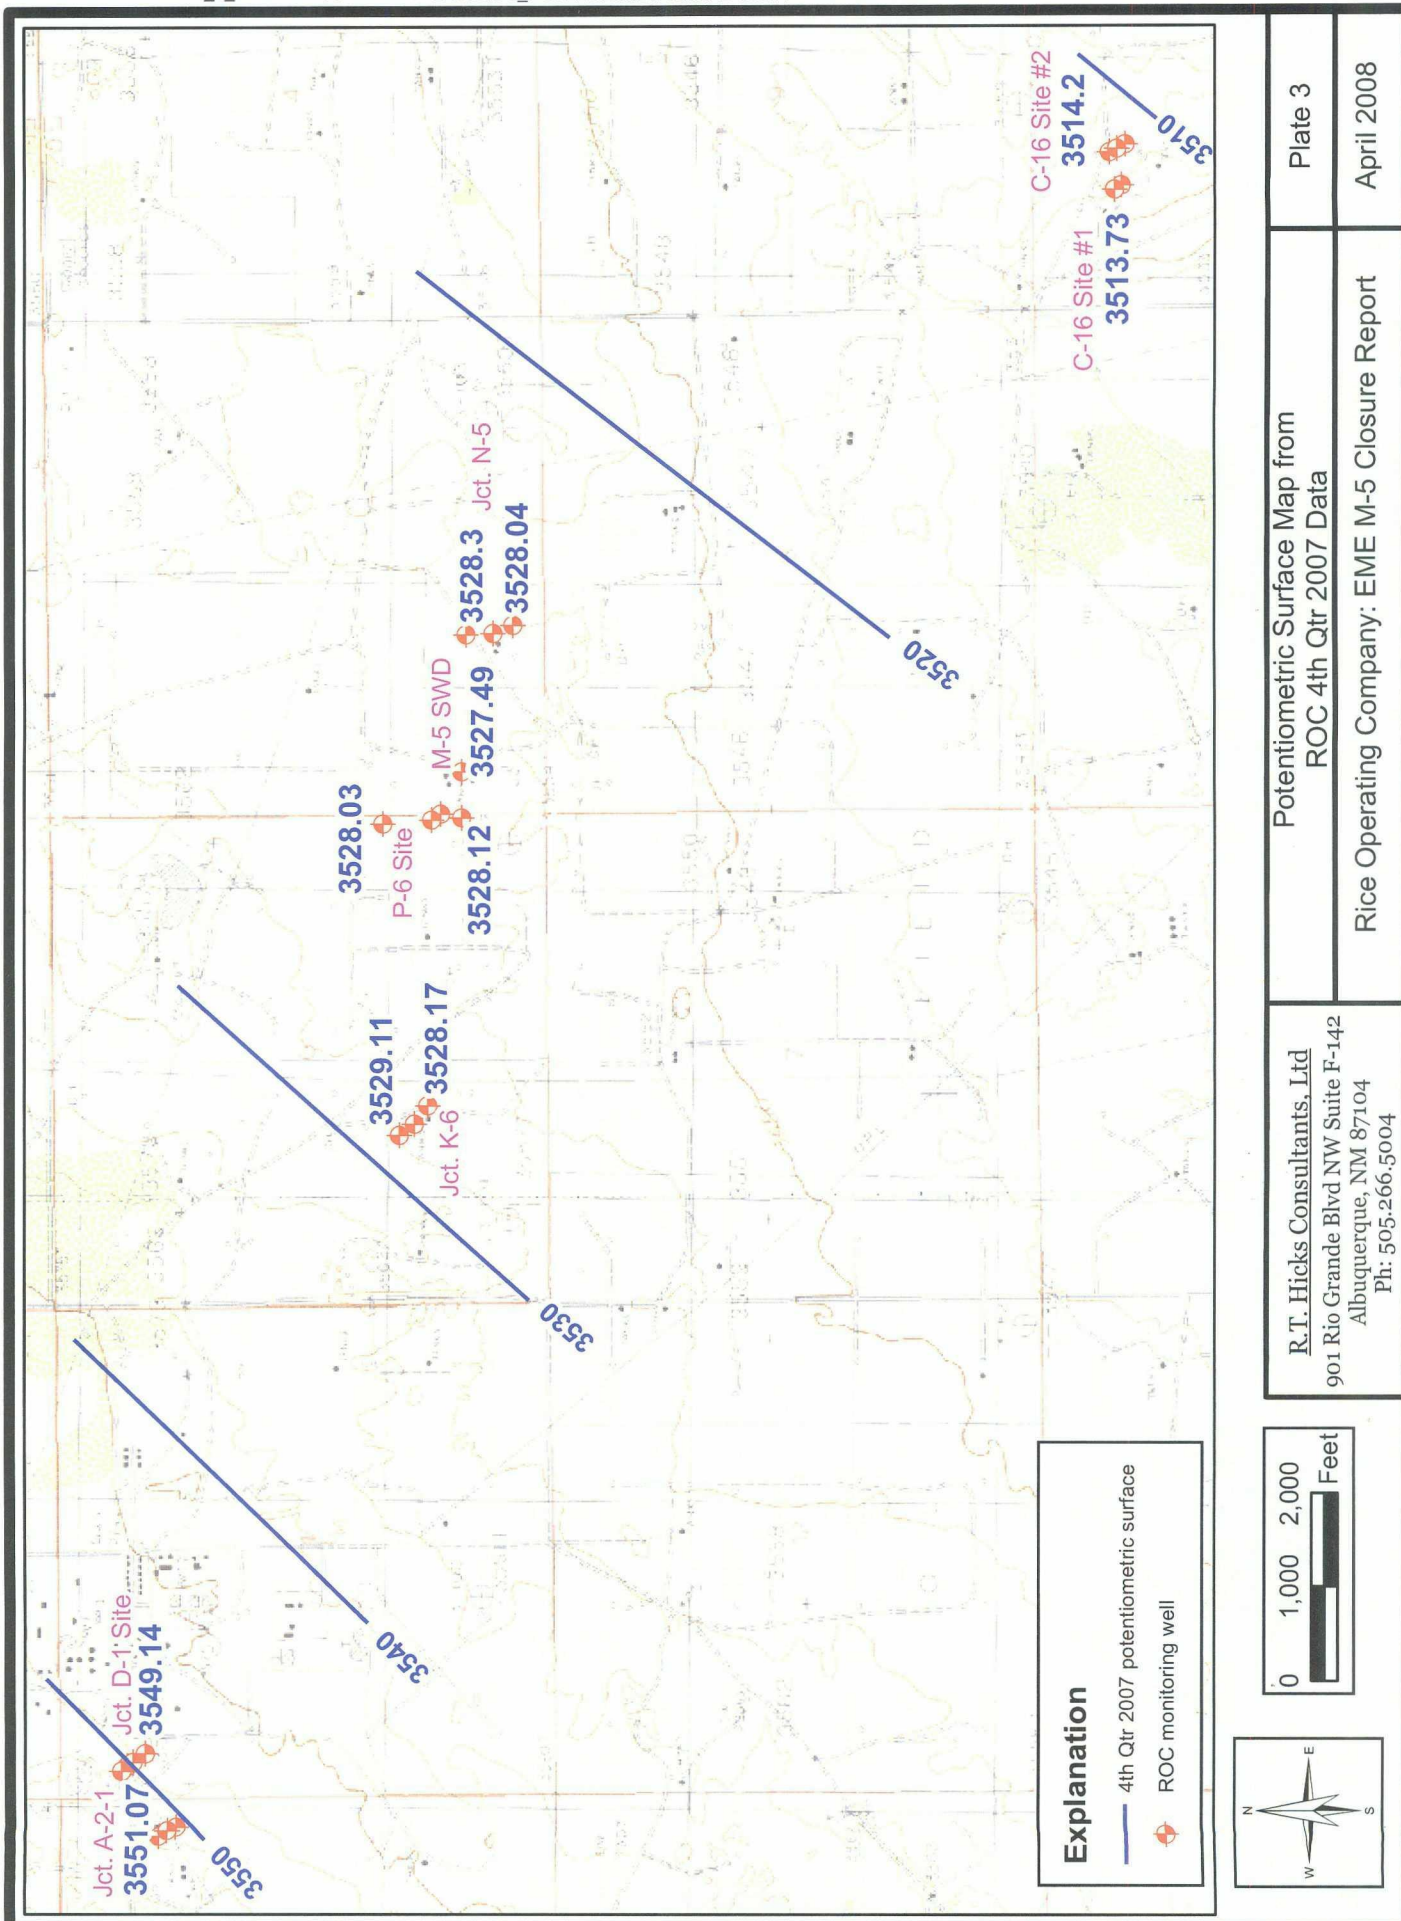 Jct. A-2-1
3551.07
Jct. D-1 Site
3549.14
3550
3540
3530
3529.11
3528.17
Jct. K-6
3528.03
P-6 Site
3528.12
M-5 SWD
3527.49
3528.3
Jct. N-5
3528.04
3520
C-16 Site #1
3513.73
C-16 Site #2
3514.2
3510
Explanation
4th Qtr 2007 potentiometric surface
ROC monitoring well
N
W
E
S
0 1,000 2,000
Feet
R.T. Hicks Consultants, Ltd
901 Rio Grande Blvd NW Suite F-142
Albuquerque, NM 87104
Ph: 505.266.5004
Potentiometric Surface Map from
ROC 4th Qtr 2007 Data
Rice Operating Company: EME M-5 Closure Report
Plate 3
April 2008